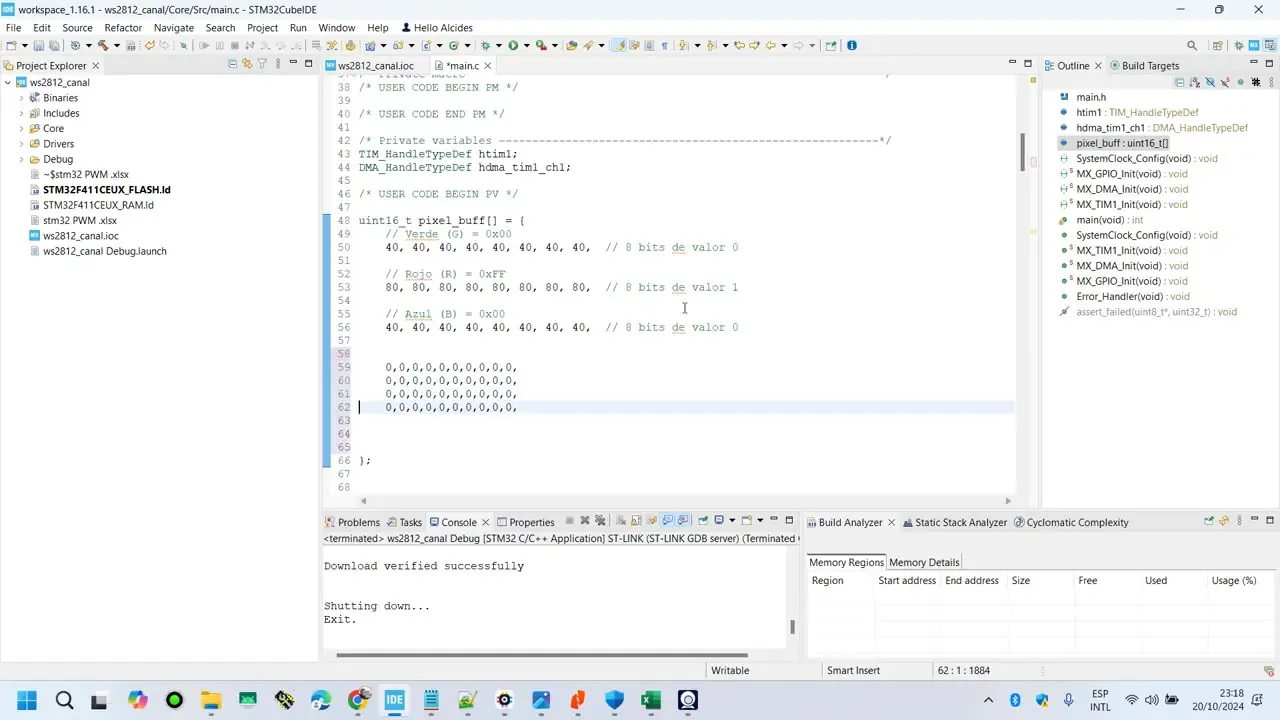 workspace_1.16.1 - ws2812_canal/Core/Src/main.c - STM32CubeIDE
File Edit Source Refactor Navigate Search Project Run Window Help Hello Alcides
Project Explorer
ws2812_canal
Binaries
Includes
Core
Drivers
Debug
~$stm32 PWM .xlsx
STM32F411CEUX_FLASH.ld
STM32F411CEUX_RAM.ld
stm32 PWM .xlsx
ws2812_canal.ioc
ws2812_canal Debug.launch
ws2812_canal.ioc *main.c
38 /* USER CODE BEGIN PM */
39
40 /* USER CODE END PM */
41
42 /* Private variables ---------------------------------------------------------*/
43 TIM_HandleTypeDef htim1;
44 DMA_HandleTypeDef hdma_tim1_ch1;
45
46 /* USER CODE BEGIN PV */
47
48 uint16_t pixel_buff[] = {
49 // Verde (G) = 0x00
50 40, 40, 40, 40, 40, 40, 40, 40, // 8 bits de valor 0
51
52 // Rojo (R) = 0xFF
53 80, 80, 80, 80, 80, 80, 80, 80, // 8 bits de valor 1
54
55 // Azul (B) = 0x00
56 40, 40, 40, 40, 40, 40, 40, 40, // 8 bits de valor 0
57
58
59 0,0,0,0,0,0,0,0,0,0,
60 0,0,0,0,0,0,0,0,0,0,
61 0,0,0,0,0,0,0,0,0,0,
62 0,0,0,0,0,0,0,0,0,0,
63
64
65
66 };
67
68
Outline Build Targets
main.h
htim1 : TIM_HandleTypeDef
hdma_tim1_ch1 : DMA_HandleTypeDef
pixel_buff : uint16_t[]
SystemClock_Config(void) : void
MX_GPIO_Init(void) : void
MX_DMA_Init(void) : void
MX_TIM1_Init(void) : void
main(void) : int
SystemClock_Config(void) : void
MX_TIM1_Init(void) : void
MX_DMA_Init(void) : void
MX_GPIO_Init(void) : void
Error_Handler(void) : void
assert_failed(uint8_t*, uint32_t) : void
Problems Tasks Console Properties
<terminated> ws2812_canal Debug [STM32 C/C++ Application] ST-LINK (ST-LINK GDB server) (Terminated
Download verified successfully
Shutting down...
Exit.
Build Analyzer Static Stack Analyzer Cyclomatic Complexity
Memory Regions Memory Details
Region Start address End address Size Free Used Usage (%)
Writable Smart Insert 62 : 1 : 1884
ESP
INTL
23:18
20/10/2024